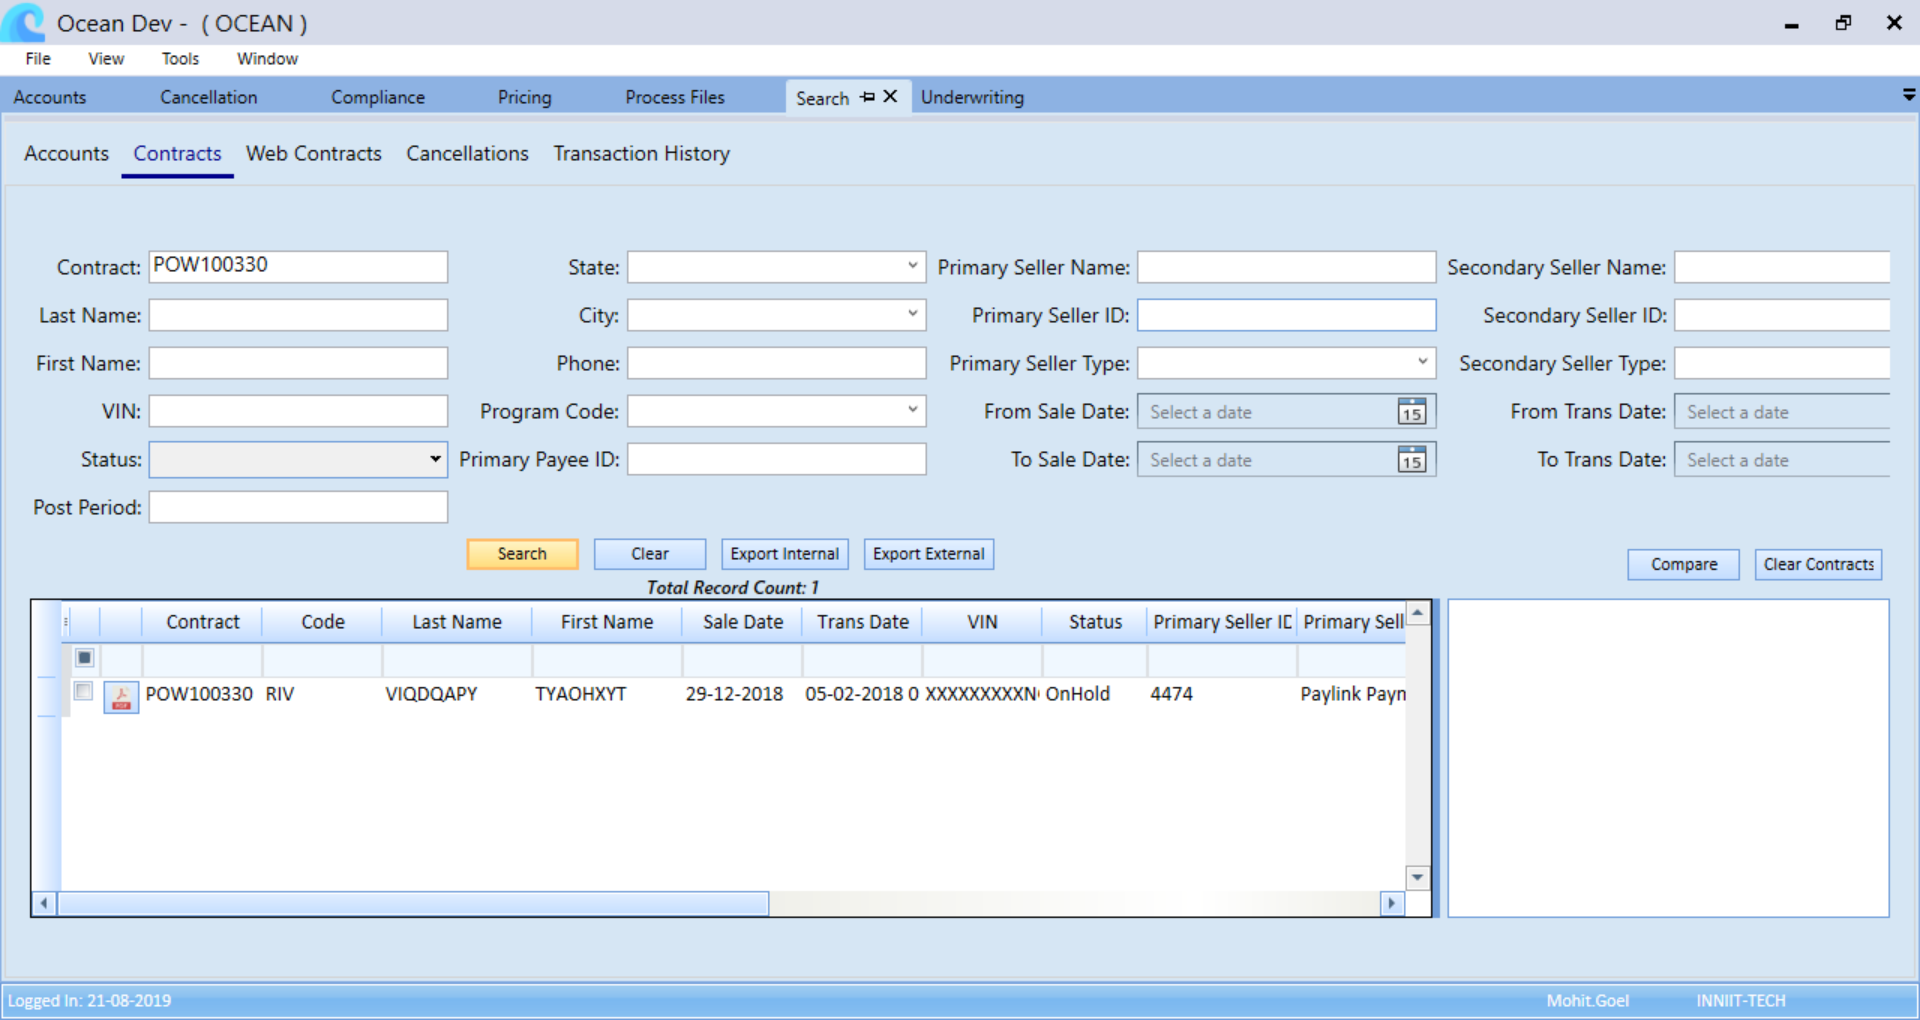 Ocean Dev - ( OCEAN )
File View Tools Window
Accounts Cancellation Compliance Pricing Process Files Search Underwriting
Accounts Contracts Web Contracts Cancellations Transaction History
Contract: POW100330 State: Primary Seller Name: Secondary Seller Name:
Last Name: City: Primary Seller ID: Secondary Seller ID:
First Name: Phone: Primary Seller Type: Secondary Seller Type:
VIN: Program Code: From Sale Date: Select a date 15 From Trans Date: Select a date
Status: Primary Payee ID: To Sale Date: Select a date 15 To Trans Date: Select a date
Post Period:
Search Clear Export Internal Export External Compare Clear Contracts
Total Record Count: 1
Contract Code Last Name First Name Sale Date Trans Date VIN Status Primary Seller ID Primary Sell
POW100330 RIV VIQDQAPY TYAOHXYT 29-12-2018 05-02-2018 0 XXXXXXXXXN OnHold 4474 Paylink Payn
Logged In: 21-08-2019 Mohit.Goel INNIIT-TECH